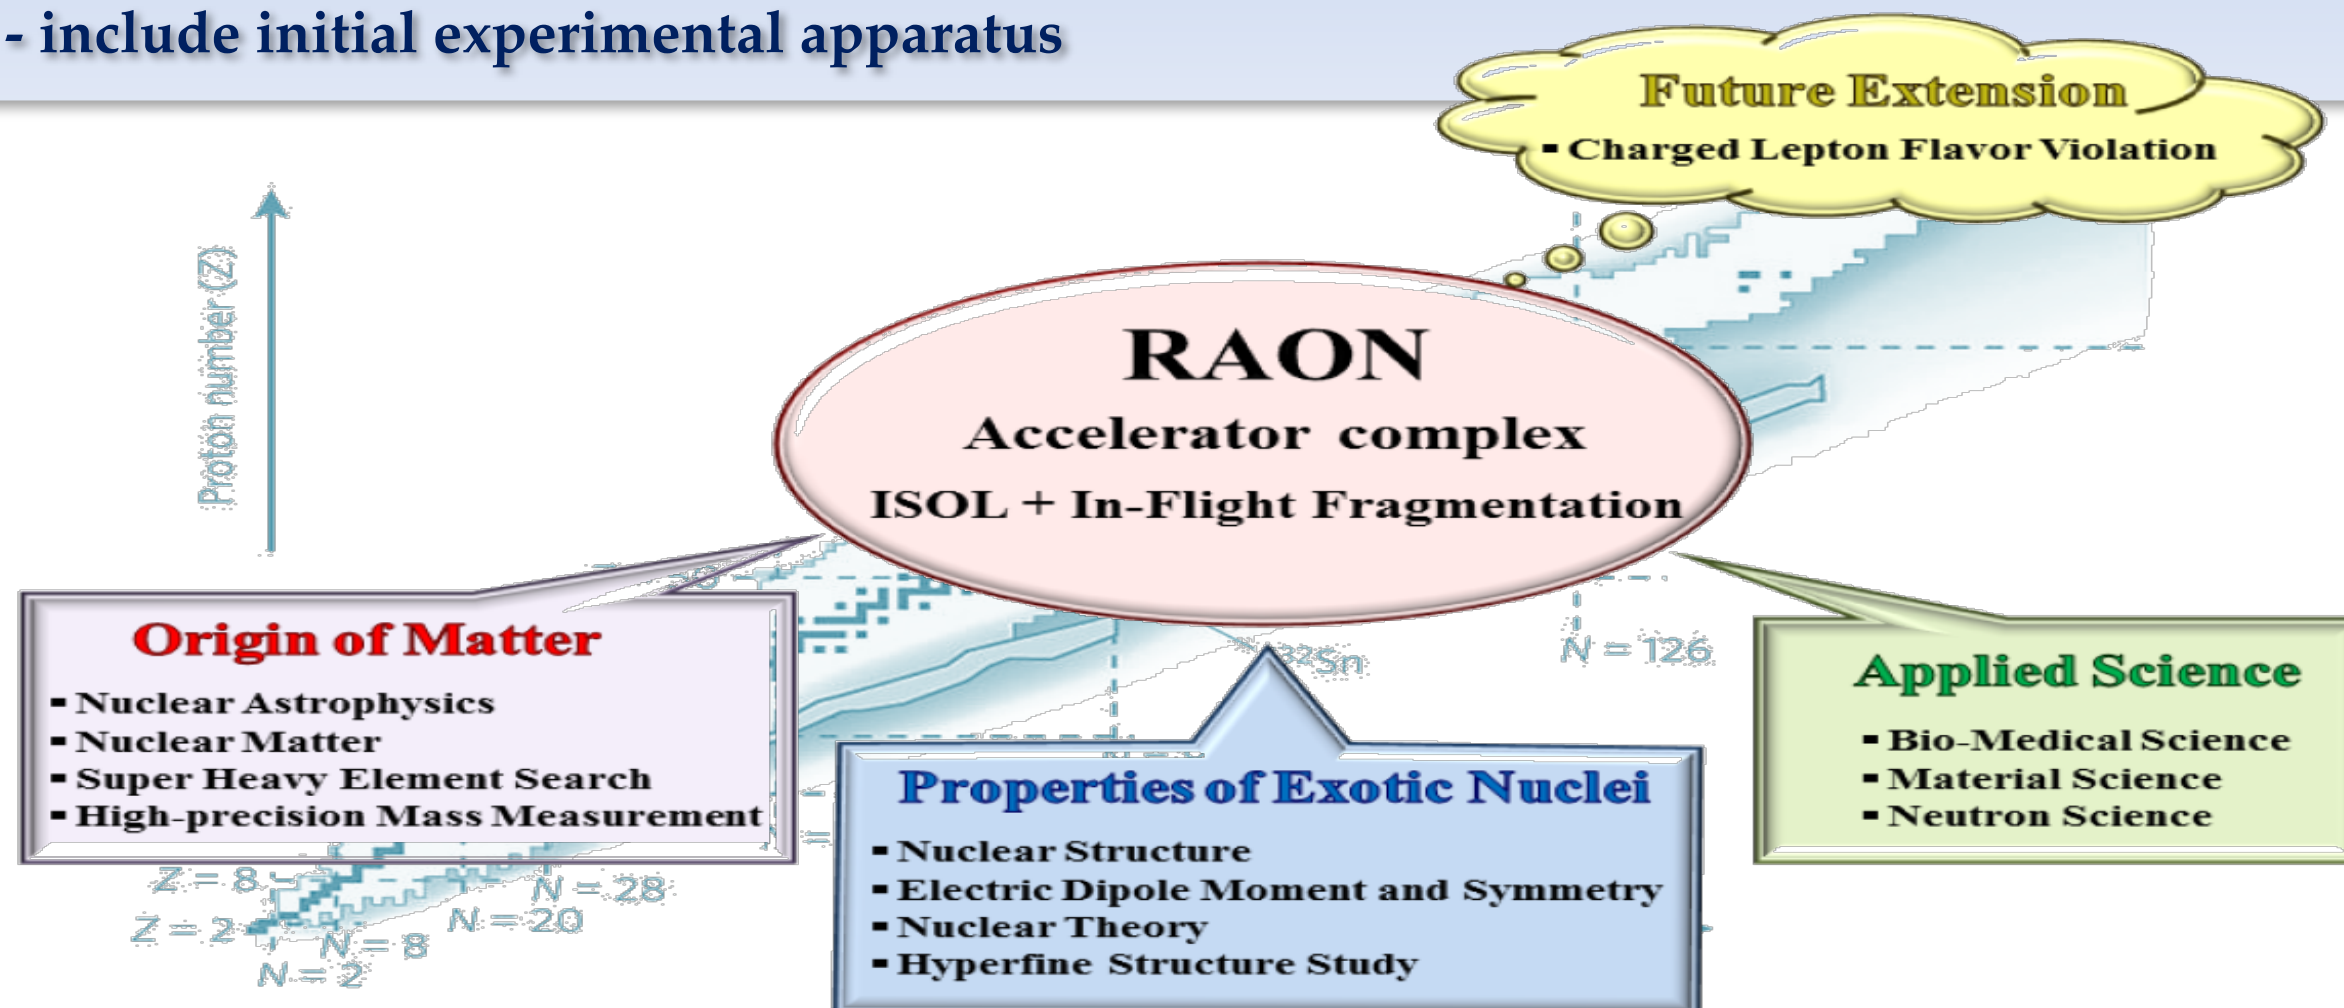 - include initial experimental apparatus
Future Extension
▪ Charged Lepton Flavor Violation
Proton number (Z)
RAON
Accelerator complex
ISOL + In-Flight Fragmentation
N = 126
Origin of Matter
▪ Nuclear Astrophysics
▪ Nuclear Matter
▪ Super Heavy Element Search
▪ High-precision Mass Measurement
Properties of Exotic Nuclei
▪ Nuclear Structure
▪ Electric Dipole Moment and Symmetry
▪ Nuclear Theory
▪ Hyperfine Structure Study
Applied Science
▪ Bio-Medical Science
▪ Material Science
▪ Neutron Science
Z = 8
N = 28
Z = 2
N = 20
N = 8
N = 2